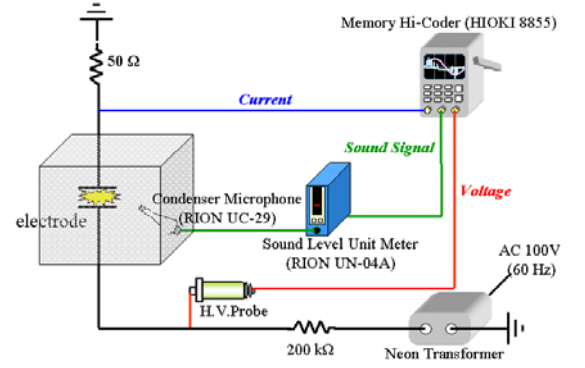 Memory Hi-Coder (HIOKI 8855)
50 Ω
Current
Sound Signal
Condenser Microphone
(RION UC-29)
Voltage
electrode
Sound Level Unit Meter
(RION UN-04A)
AC 100V
(60 Hz)
H.V.Probe
200 kΩ
Neon Transformer